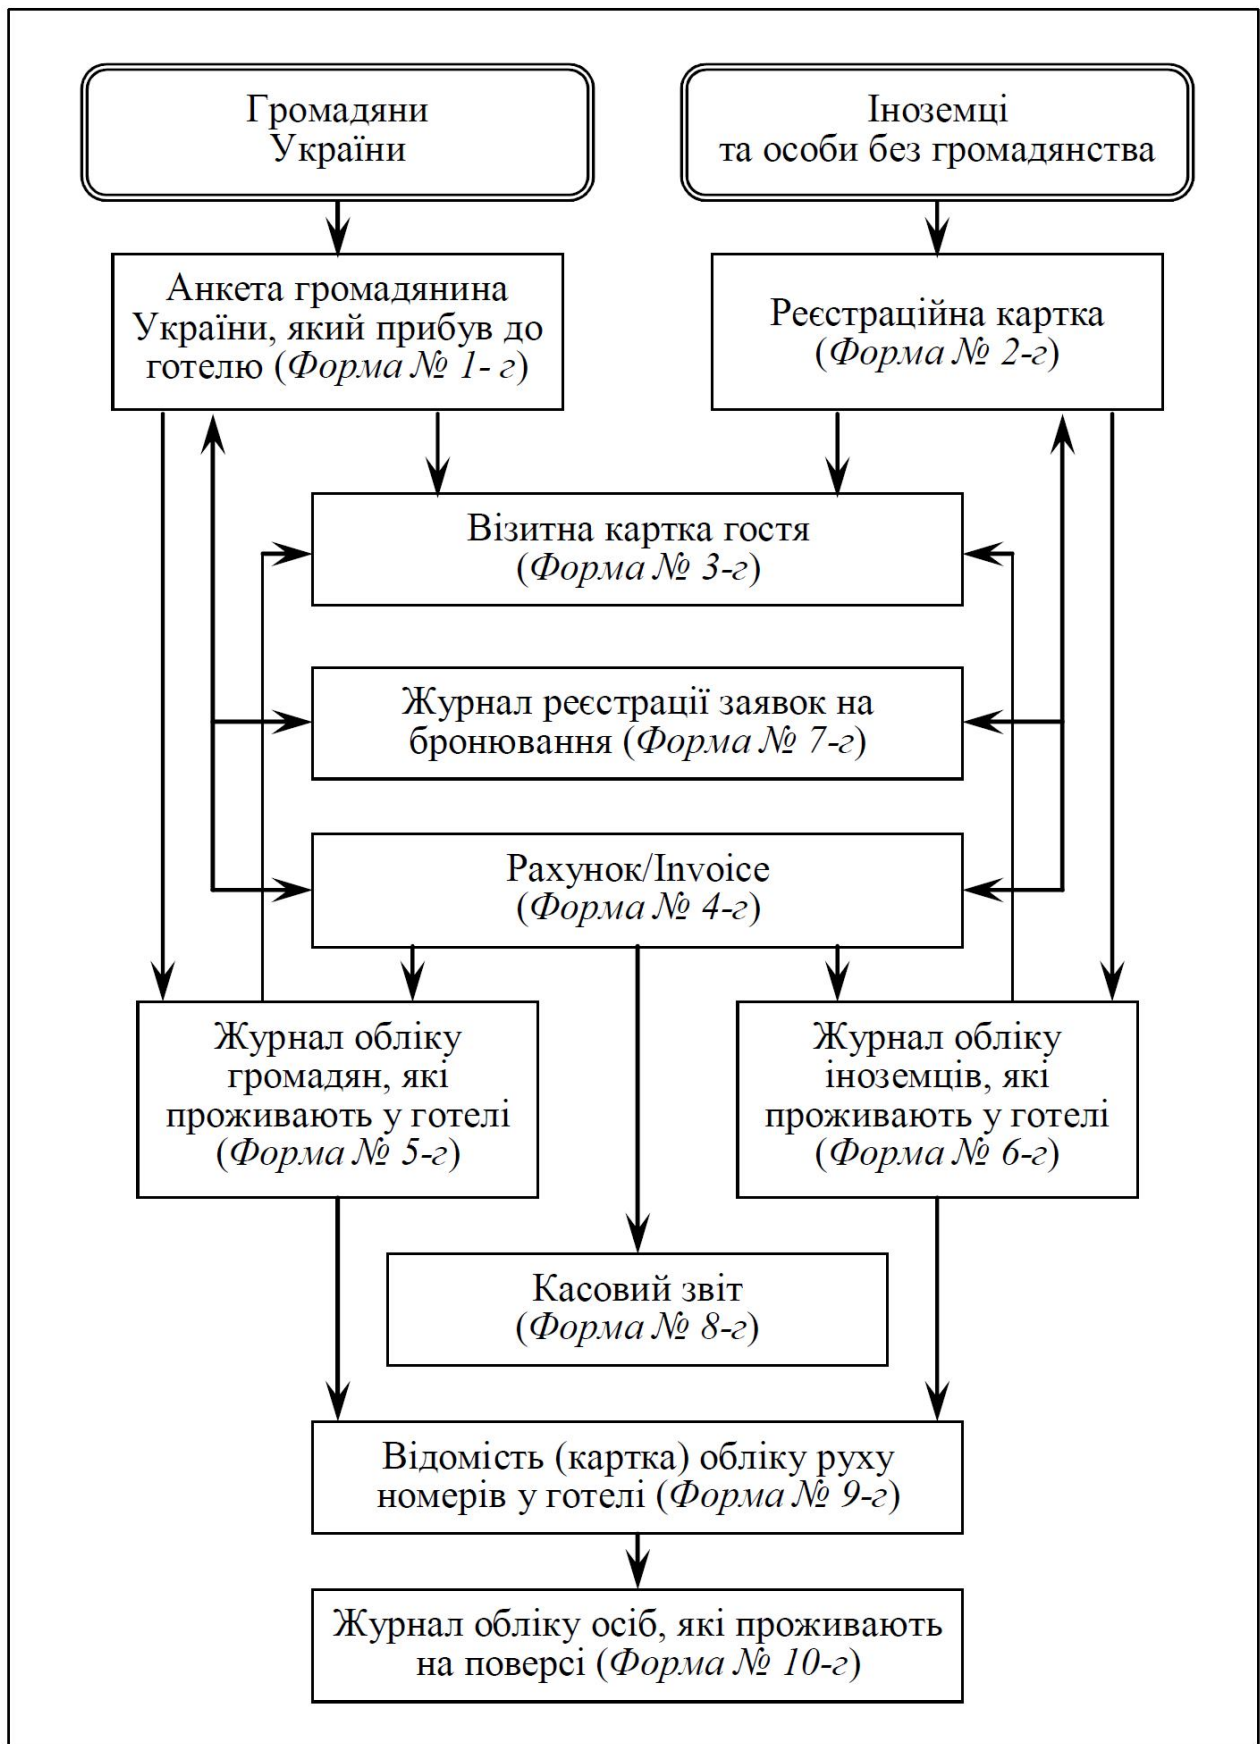 Громадяни
України
Іноземці
та особи без громадянства
Анкета громадянина
України, який прибув до
готелю (Форма № 1- г)
Реєстраційна картка
(Форма № 2-г)
Візитна картка гостя
(Форма № 3-г)
Журнал реєстрації заявок на
бронювання (Форма № 7-г)
Рахунок/Invoice
(Форма № 4-г)
Журнал обліку
громадян, які
проживають у готелі
(Форма № 5-г)
Журнал обліку
іноземців, які
проживають у готелі
(Форма № 6-г)
Касовий звіт
(Форма № 8-г)
Відомість (картка) обліку руху
номерів у готелі (Форма № 9-г)
Журнал обліку осіб, які проживають
на поверсі (Форма № 10-г)